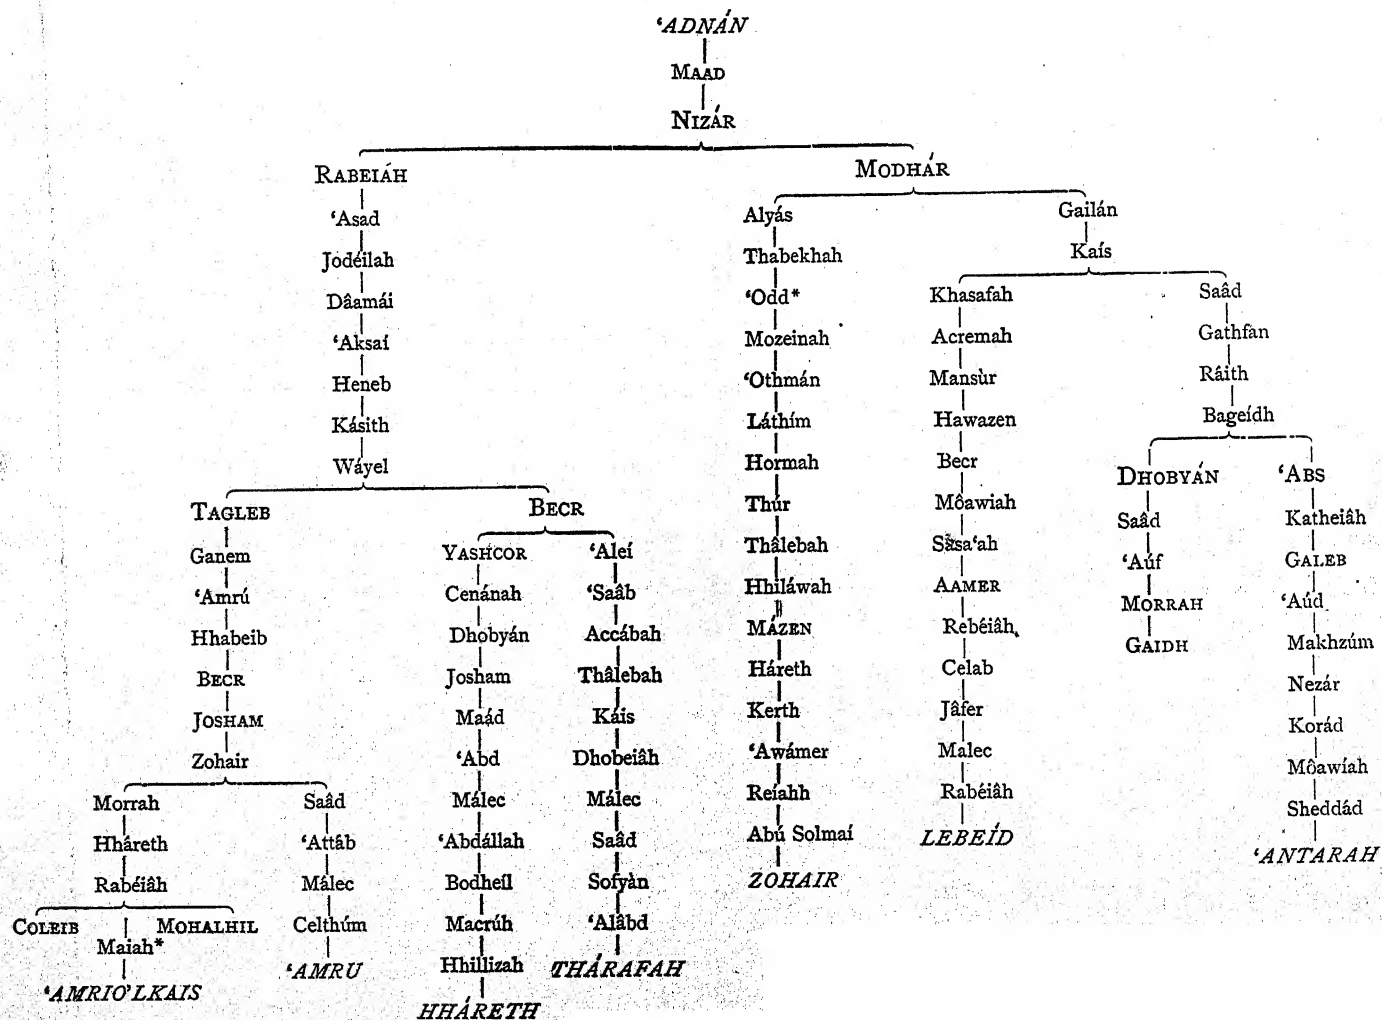 ‘ADNÁN
MAAD
NIZÁR
RABEIÁH
‘Asad
Jodéilah
Dâamái
‘Aksaí
Heneb
Kásith
Wáyel
TAGLEB
Ganem
‘Amrú
Hhabeib
BECR
JOSHAM
Zohair
Morrah
Hháreth
Rabéiâh
COLEIB
Maiah*
MOHALHIL
‘AMRIO’LKAIS
Saâd
‘Attâb
Málec
Celthúm
‘AMRU
BECR
YASHCOR
Cenánah
Dhobyán
Josham
Maád
‘Abd
Málec
‘Abdállah
Bodheíl
Macrúh
Hhillizah
HHÁRETH
‘Aleí
‘Saâb
Accábah
Thâlebah
Káis
Dhobeiâh
Málec
Saâd
Sofyàn
‘Alâbd
THÁRAFAH
MODHÁR
Alyás
Thabekhah
‘Odd*
Mozeinah
‘Othmán
Láthím
Hormah
Thúr
Thâlebah
Hhiláwah
MÁZEN
Háreth
Kerth
‘Awámer
Reíahh
Abú Solmaí
ZOHAIR
Gailán
Kaís
Khasafah
Acremah
Mansùr
Hawazen
Becr
Môawiah
Sâsa‘ah
AAMER
Rebéiâh
Celab
Jâfer
Malec
Rabéiâh
LEBEÍD
Saâd
Gathfan
Râith
Bageídh
DHOBYÁN
Saâd
‘Aúf
MORRAH
GAIDH
‘ABS
Katheiâh
GALEB
‘Aúd
Makhzúm
Nezár
Korád
Môawíah
Sheddád
‘ANTARAH